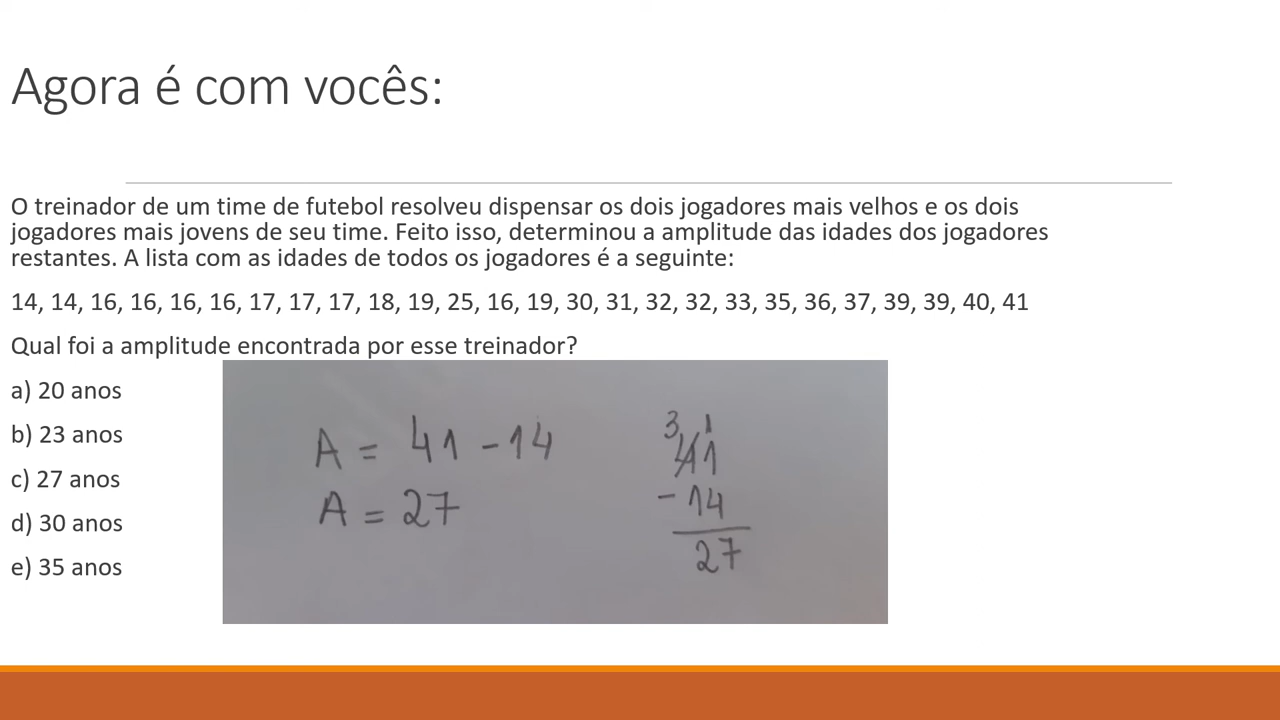 Agora é com vocês:
O treinador de um time de futebol resolveu dispensar os dois jogadores mais velhos e os dois
jogadores mais jovens de seu time. Feito isso, determinou a amplitude das idades dos jogadores
restantes. A lista com as idades de todos os jogadores é a seguinte:
14, 14, 16, 16, 16, 16, 17, 17, 17, 18, 19, 25, 16, 19, 30, 31, 32, 32, 33, 35, 36, 37, 39, 39, 40, 41
Qual foi a amplitude encontrada por esse treinador?
a) 20 anos
b) 23 anos
c) 27 anos
d) 30 anos
e) 35 anos
A = 41 - 14
A = 27
3 1
41
- 14
27